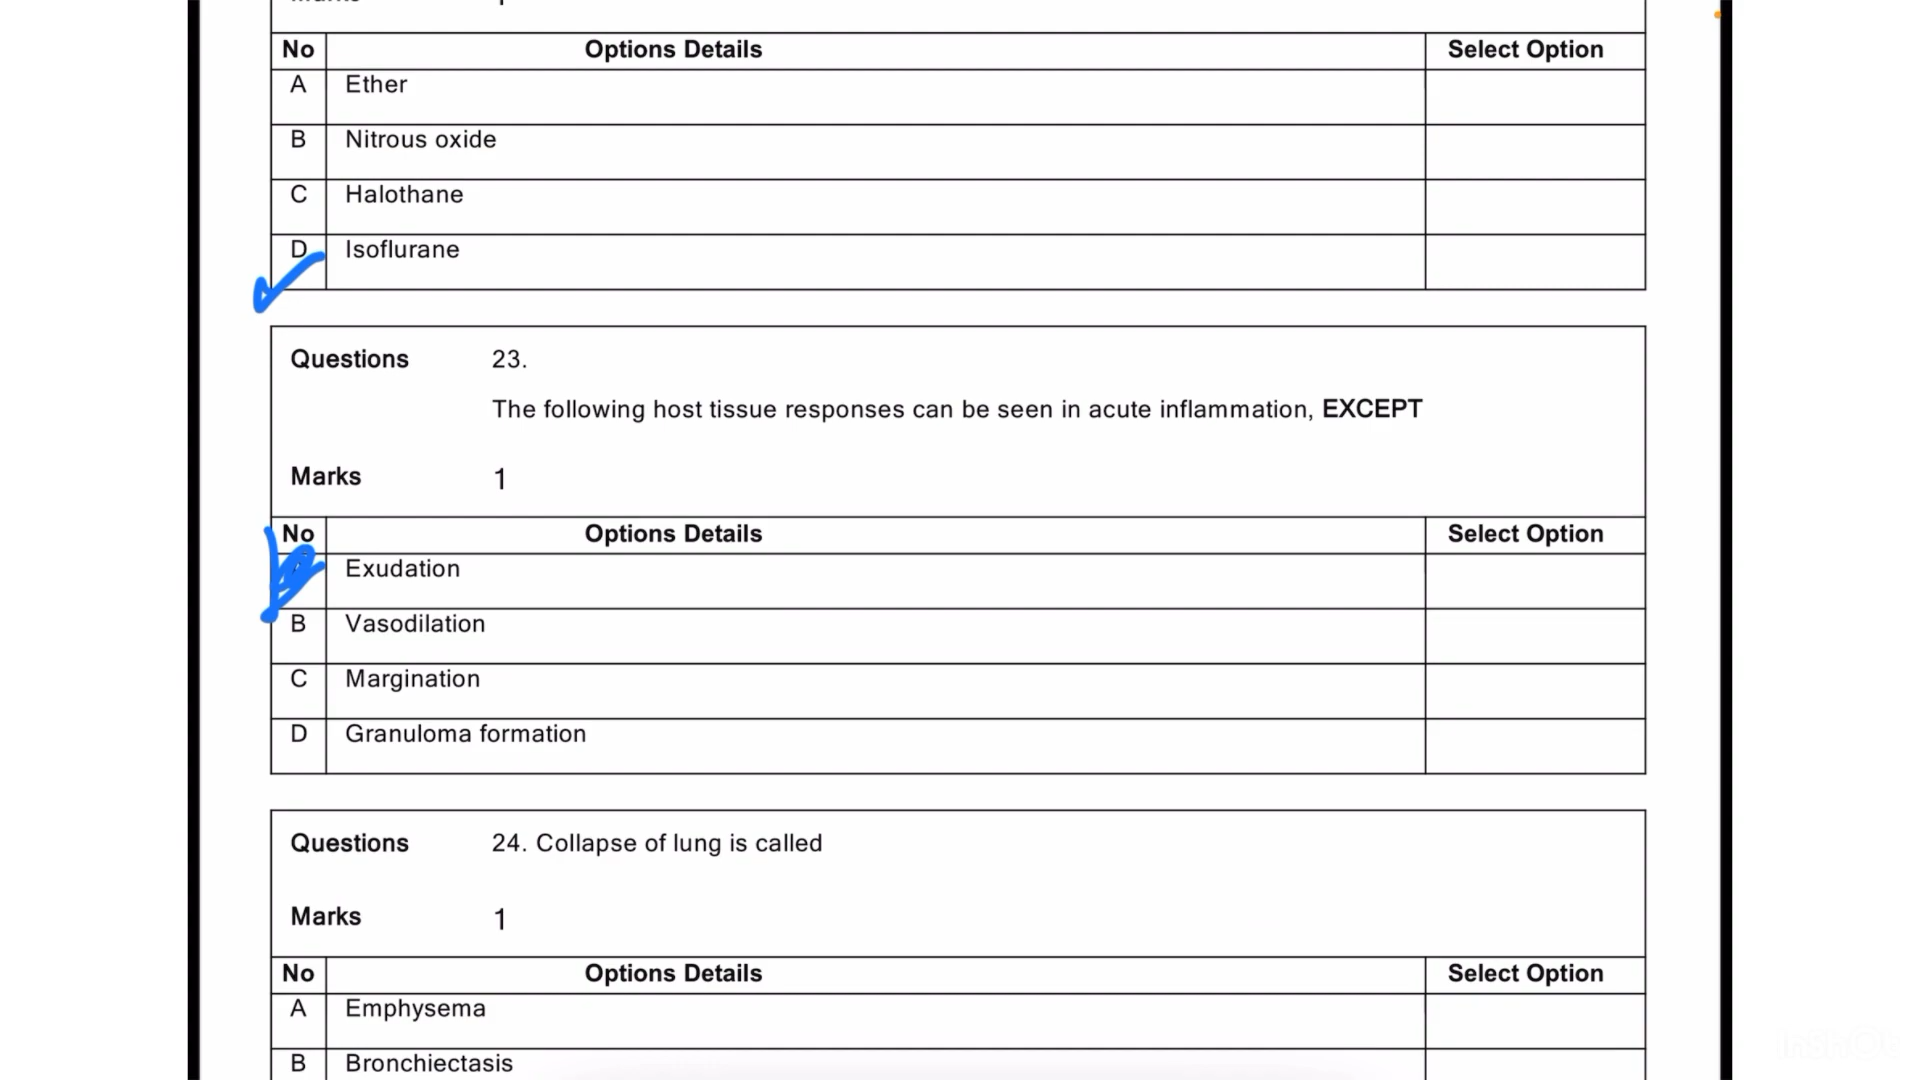 No Options Details Select Option
A Ether
B Nitrous oxide
C Halothane
D Isoflurane
Questions 23.
The following host tissue responses can be seen in acute inflammation, EXCEPT
Marks 1
No Options Details Select Option
Exudation
B Vasodilation
C Margination
D Granuloma formation
Questions 24. Collapse of lung is called
Marks 1
No Options Details Select Option
A Emphysema
B Bronchiectasis